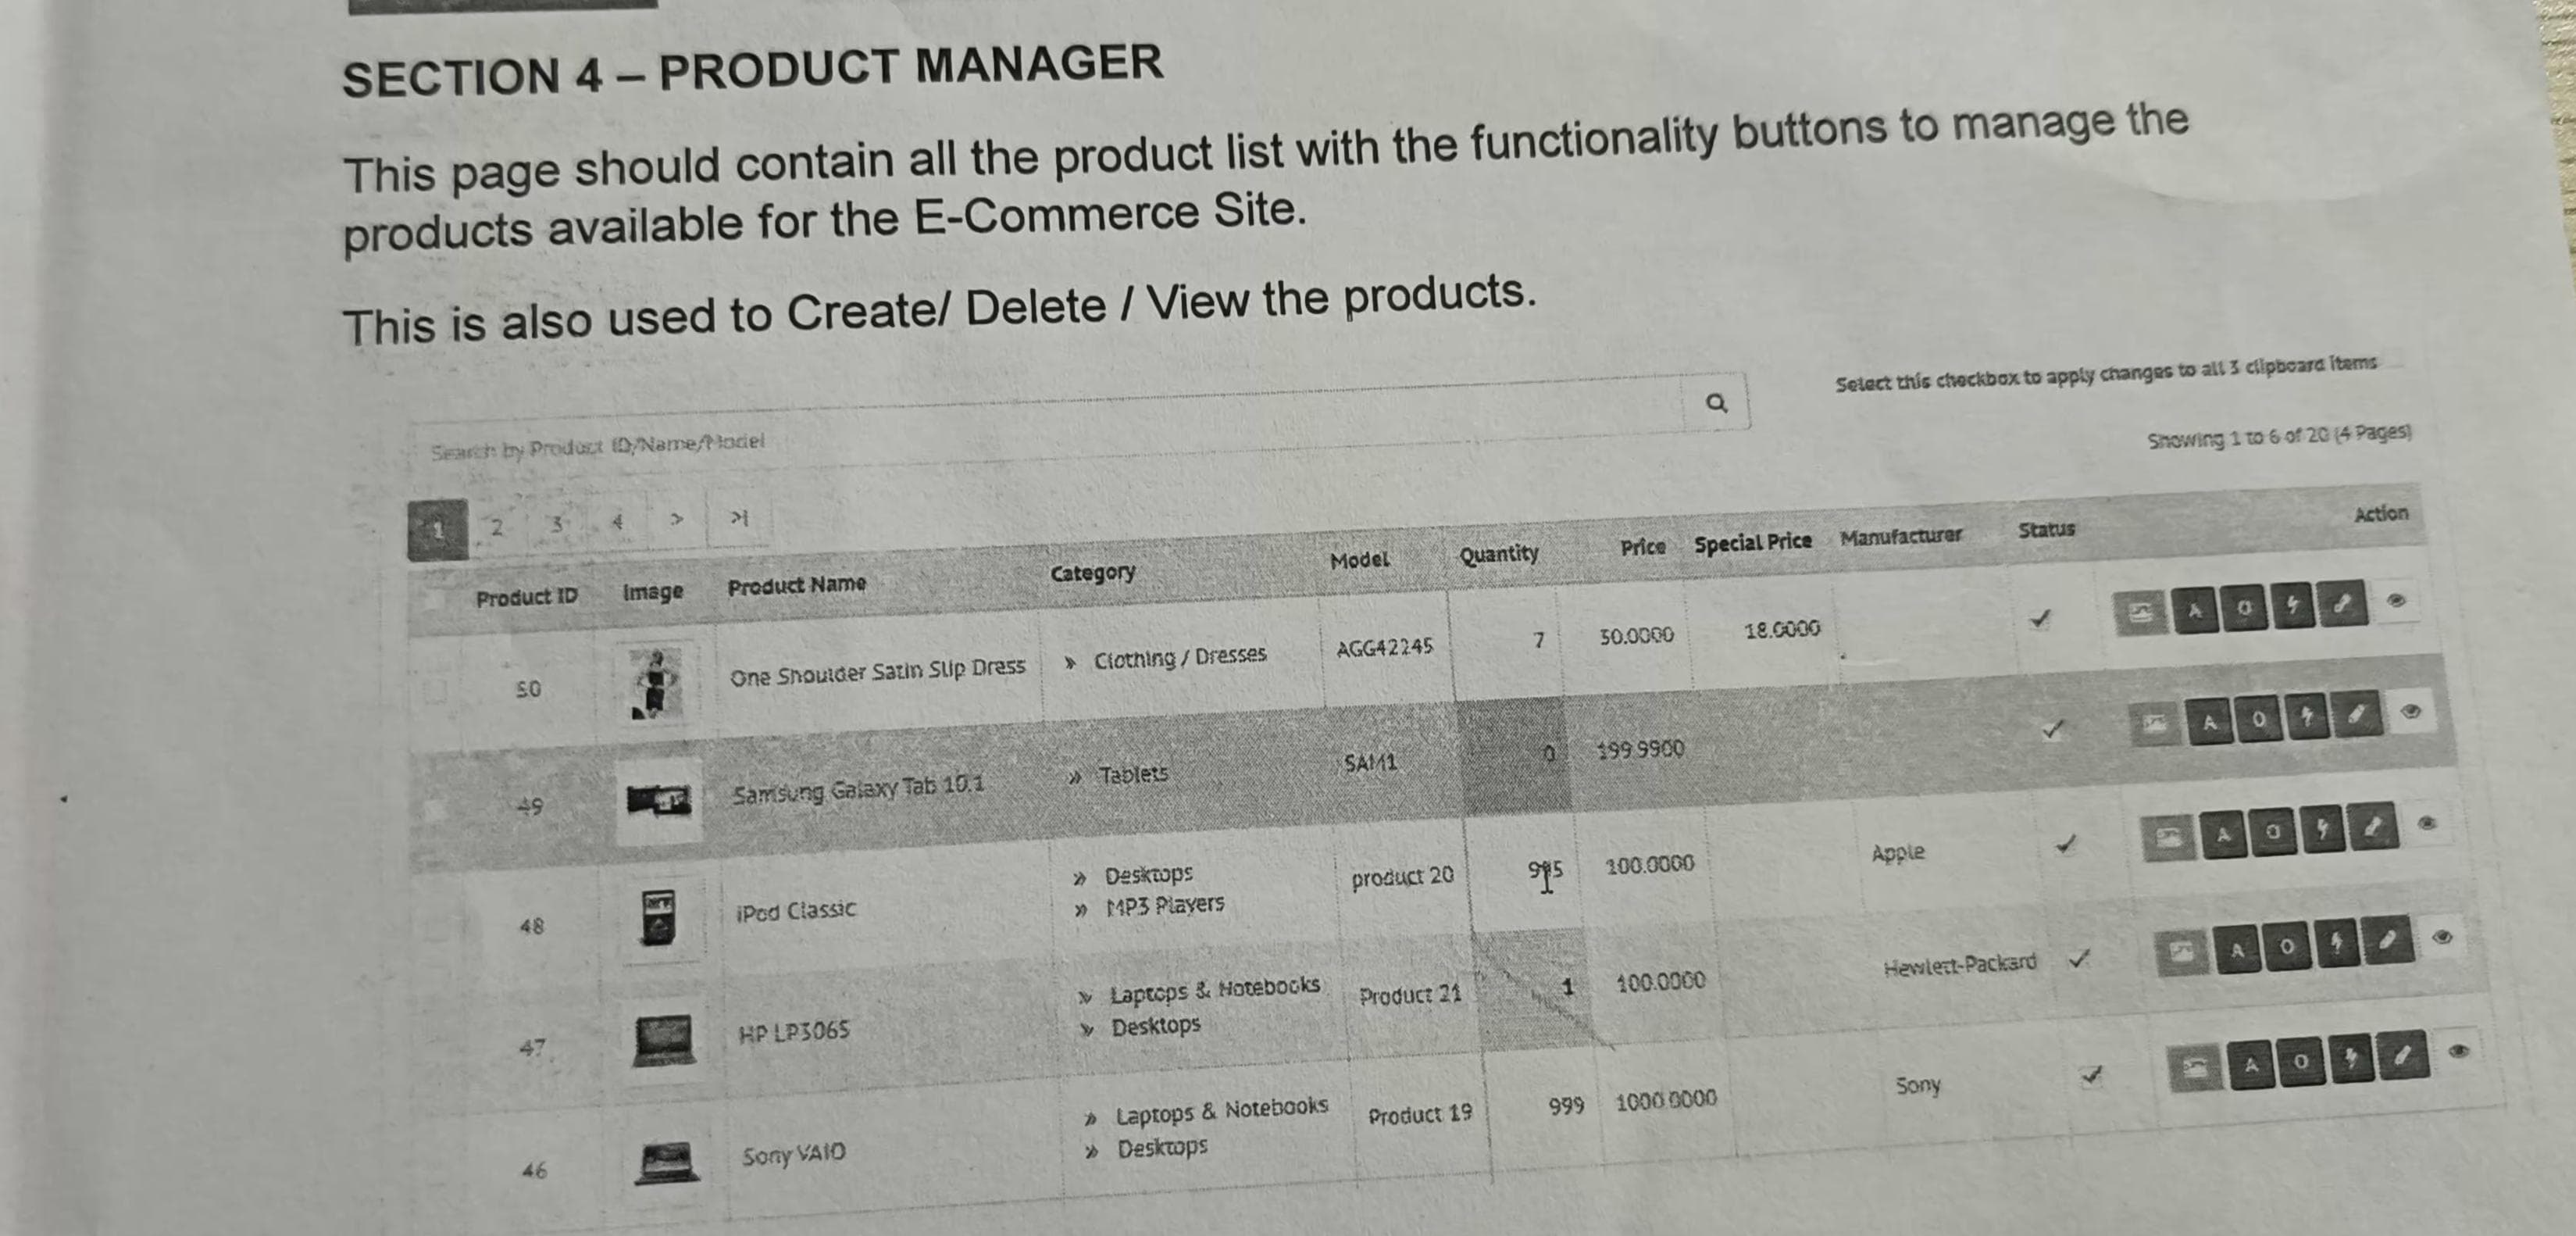 SECTION 4 – PRODUCT MANAGER
This page should contain all the product list with the functionality buttons to manage the
products available for the E-Commerce Site.
This is also used to Create/ Delete / View the products.
Select this checkbox to apply changes to all 3 clipboard items
Search by Product ID/Name/Model
Showing 1 to 6 of 20 (4 Pages)
1 2 3 4 > >|
Product ID Image Product Name Category Model Quantity Price Special Price Manufacturer Status Action
50 One Shoulder Satin Slip Dress » Clothing / Dresses AGG42245 7 50.0000 18.0000 A O
49 Samsung Galaxy Tab 10.1 » Tablets SAM1 0 199.9900 A O
48 iPod Classic » Desktops product 20 995 100.0000 Apple A O
» MP3 Players
47 HP LP3065 » Laptops & Notebooks Product 21 1 100.0000 Hewlett-Packard A O
» Desktops
46 Sony VAIO » Laptops & Notebooks Product 19 999 1000.0000 Sony A O
» Desktops